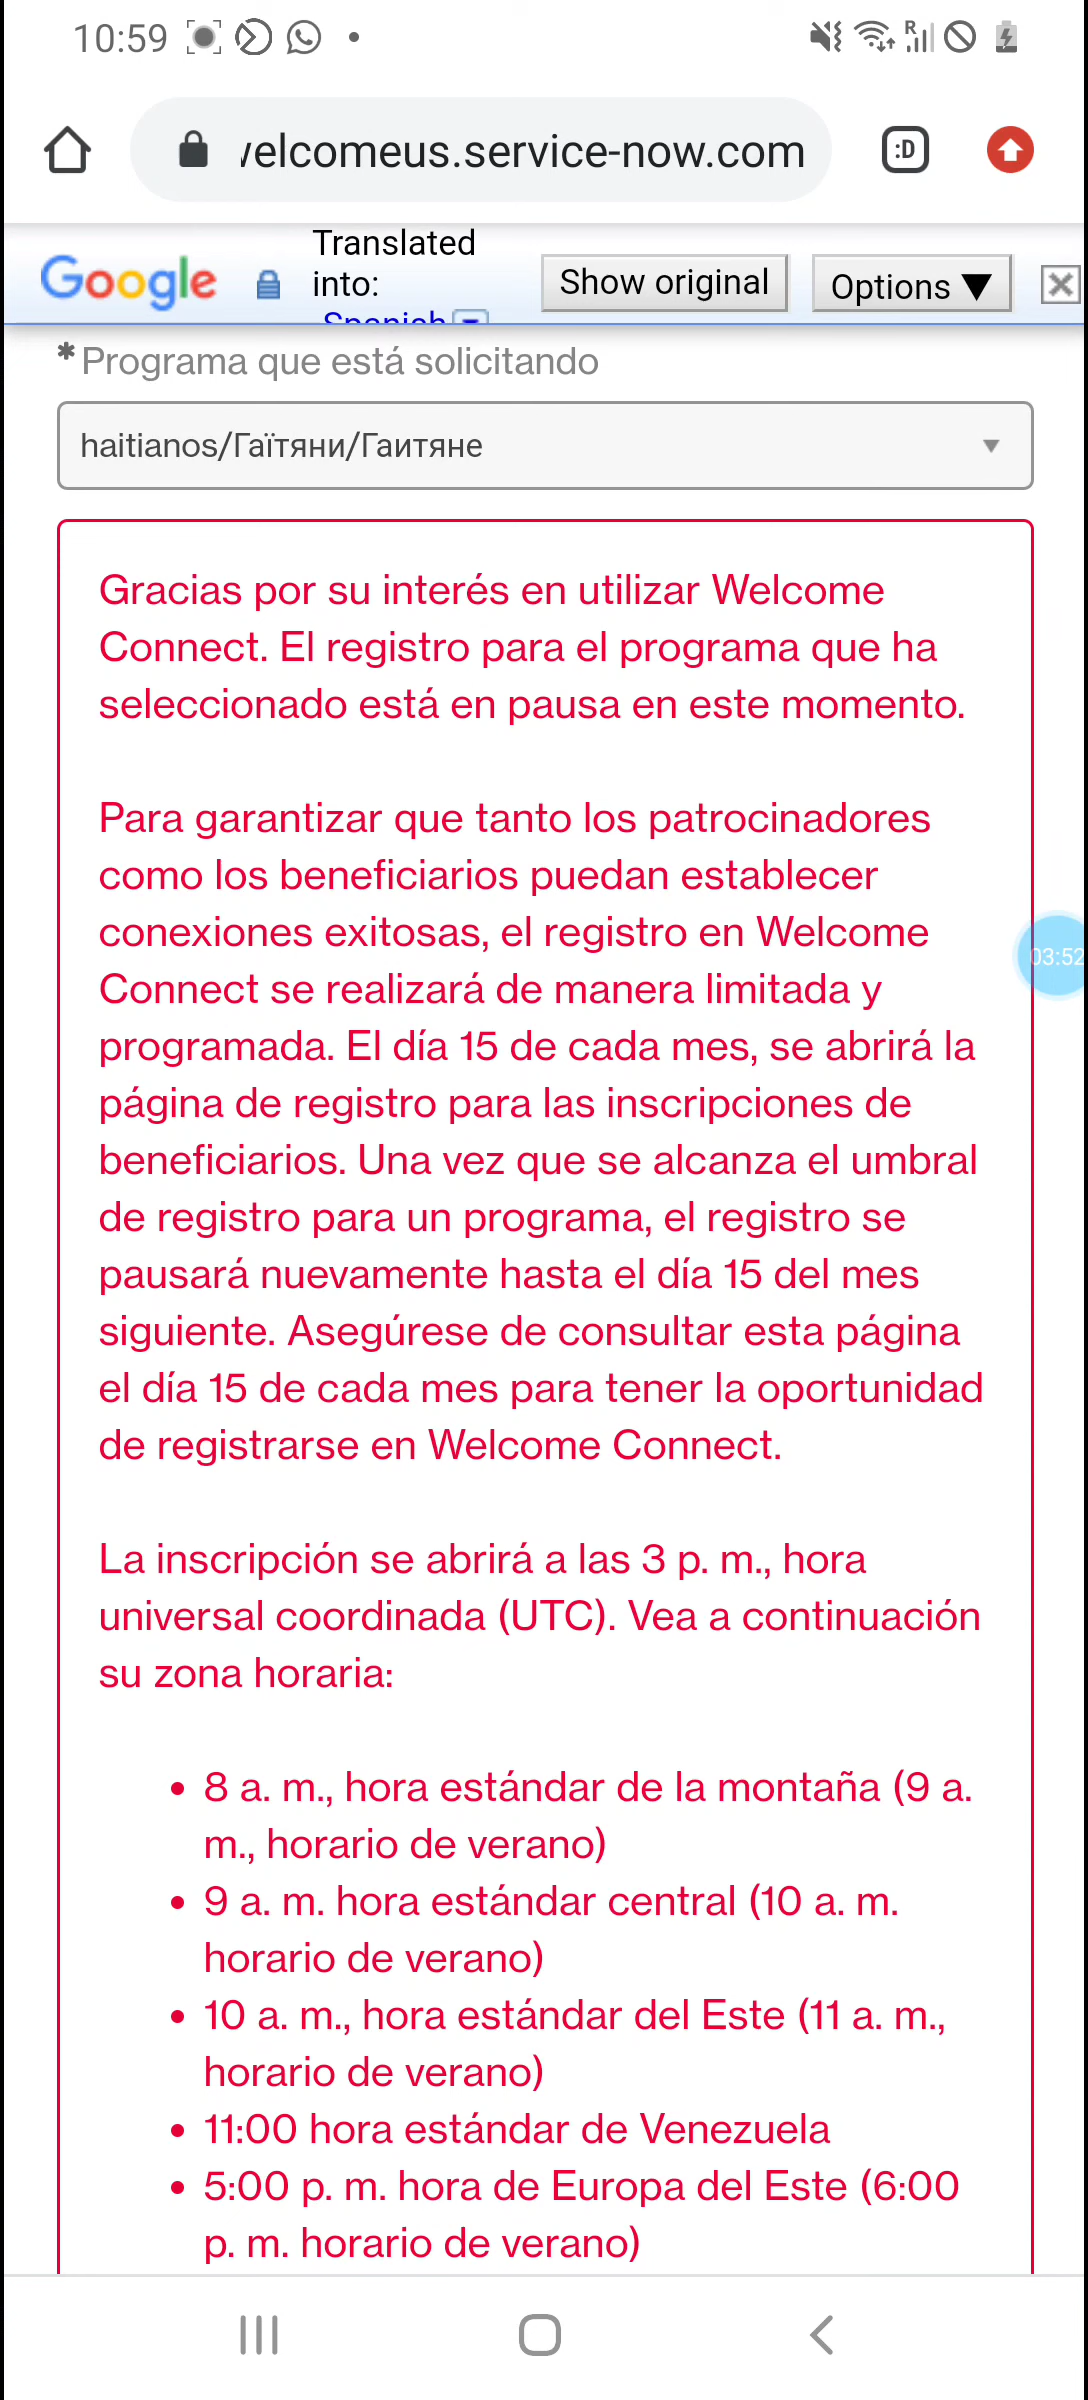 10:59
R
velcomeus.service-now.com
:D
Google
Translated
into:
Show original
Options ▼
Spanish
* Programa que está solicitando
haitianos/Гаїтяни/Гаитяне
Gracias por su interés en utilizar Welcome
Connect. El registro para el programa que ha
seleccionado está en pausa en este momento.
Para garantizar que tanto los patrocinadores
como los beneficiarios puedan establecer
conexiones exitosas, el registro en Welcome
Connect se realizará de manera limitada y
programada. El día 15 de cada mes, se abrirá la
página de registro para las inscripciones de
beneficiarios. Una vez que se alcanza el umbral
de registro para un programa, el registro se
pausará nuevamente hasta el día 15 del mes
siguiente. Asegúrese de consultar esta página
el día 15 de cada mes para tener la oportunidad
de registrarse en Welcome Connect.
03:52
La inscripción se abrirá a las 3 p. m., hora
universal coordinada (UTC). Vea a continuación
su zona horaria:
• 8 a. m., hora estándar de la montaña (9 a.
m., horario de verano)
• 9 a. m. hora estándar central (10 a. m.
horario de verano)
• 10 a. m., hora estándar del Este (11 a. m.,
horario de verano)
• 11:00 hora estándar de Venezuela
• 5:00 p. m. hora de Europa del Este (6:00
p. m. horario de verano)